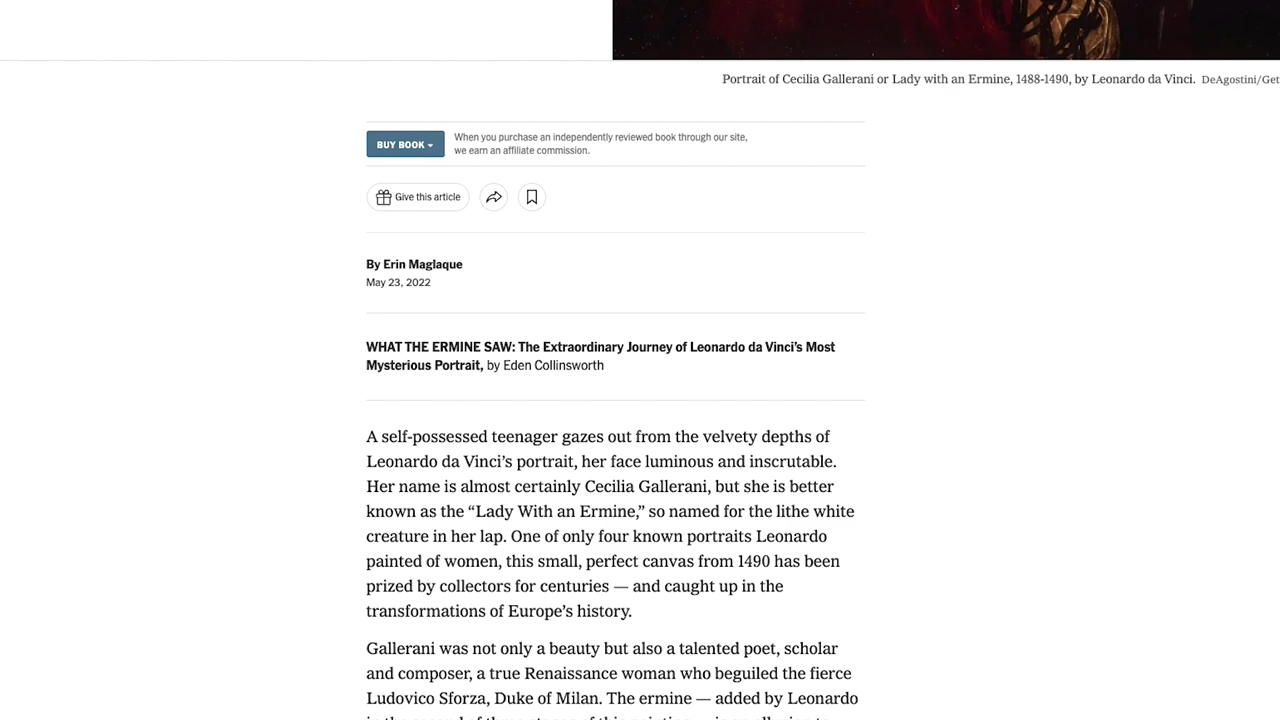 Portrait of Cecilia Gallerani or Lady with an Ermine, 1488-1490, by Leonardo da Vinci. DeAgostini/Get
BUY BOOK
When you purchase an independently reviewed book through our site,
we earn an affiliate commission.
Give this article
By Erin Maglaque
May 23, 2022
WHAT THE ERMINE SAW: The Extraordinary Journey of Leonardo da Vinci’s Most
Mysterious Portrait, by Eden Collinsworth
A self-possessed teenager gazes out from the velvety depths of
Leonardo da Vinci’s portrait, her face luminous and inscrutable.
Her name is almost certainly Cecilia Gallerani, but she is better
known as the “Lady With an Ermine,” so named for the lithe white
creature in her lap. One of only four known portraits Leonardo
painted of women, this small, perfect canvas from 1490 has been
prized by collectors for centuries — and caught up in the
transformations of Europe’s history.
Gallerani was not only a beauty but also a talented poet, scholar
and composer, a true Renaissance woman who beguiled the fierce
Ludovico Sforza, Duke of Milan. The ermine — added by Leonardo